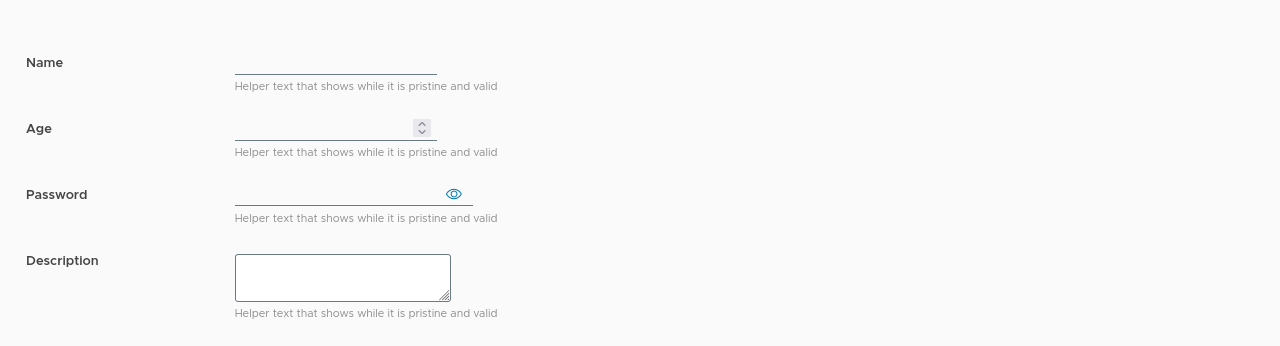 Name
Helper text that shows while it is pristine and valid
Age
Helper text that shows while it is pristine and valid
Password
Helper text that shows while it is pristine and valid
Description
Helper text that shows while it is pristine and valid